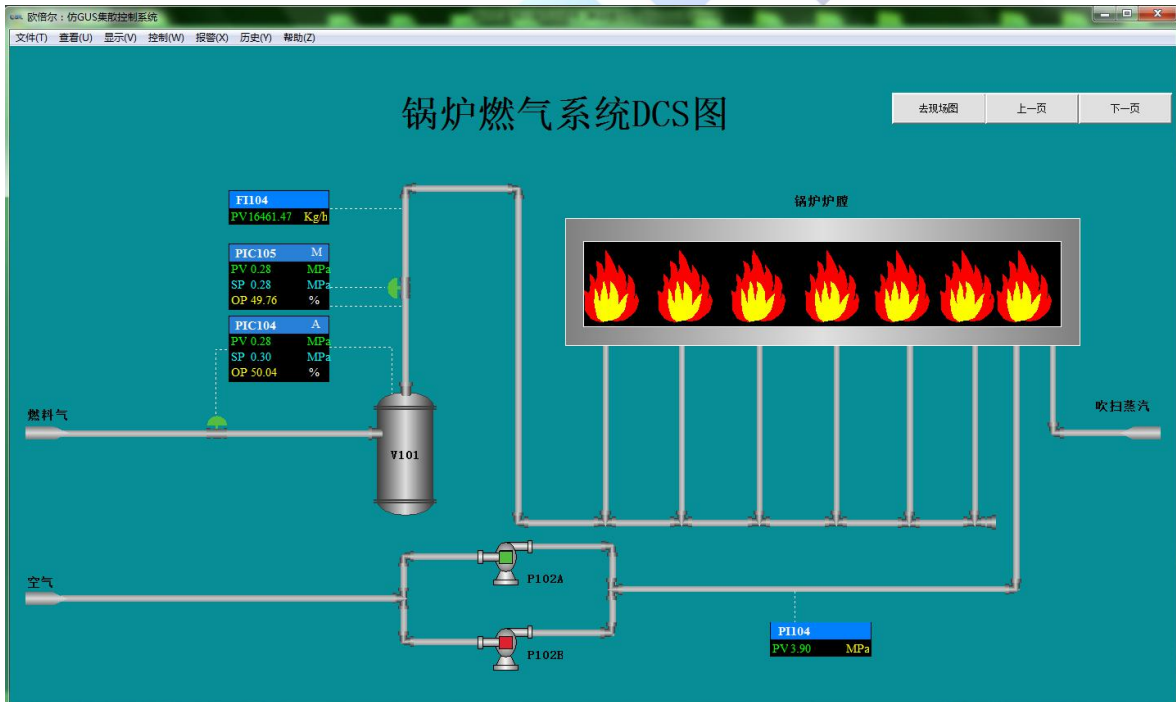 欧倍尔：仿GUS集散控制系统
文件(T) 查看(U) 显示(V) 控制(W) 报警(X) 历史(Y) 帮助(Z)
锅炉燃气系统DCS图
去现场图 上一页 下一页
FI104
PV 16461.47 Kg/h
PIC105 M
PV 0.28 MPa
SP 0.28 MPa
OP 49.76 %
PIC104 A
PV 0.28 MPa
SP 0.30 MPa
OP 50.04 %
锅炉炉膛
燃料气
吹扫蒸汽
V101
空气
P102A
P102B
PI104
PV 3.90 MPa